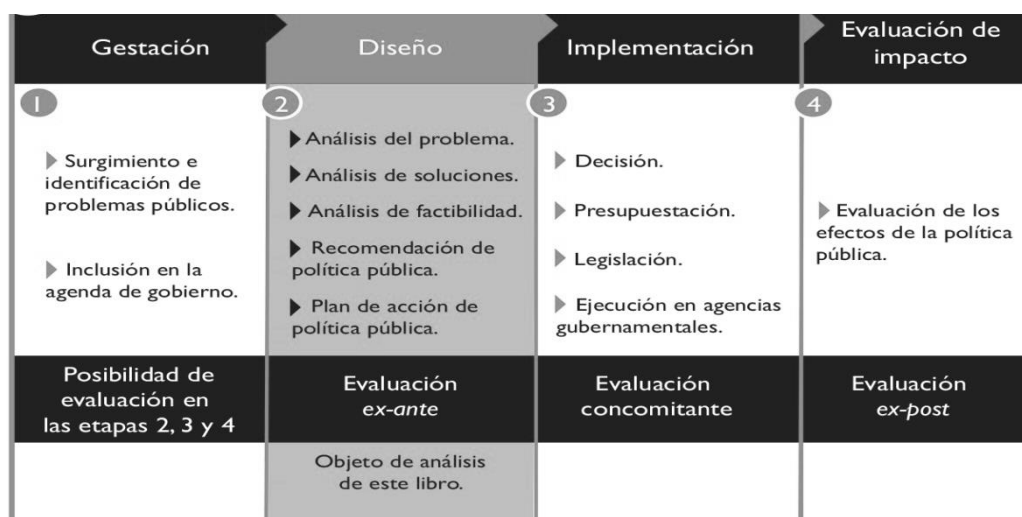 Gestación
1
Surgimiento e
identificación de
problemas públicos.
Inclusión en la
agenda de gobierno.
Posibilidad de
evaluación en
las etapas 2, 3 y 4
Diseño
2
Análisis del problema.
Análisis de soluciones.
Análisis de factibilidad.
Recomendación de
política pública.
Plan de acción de
política pública.
Evaluación
ex-ante
Objeto de análisis
de este libro.
Implementación
3
Decisión.
Presupuestación.
Legislación.
Ejecución en agencias
gubernamentales.
Evaluación
concomitante
Evaluación de
impacto
4
Evaluación de los
efectos de la política
pública.
Evaluación
ex-post